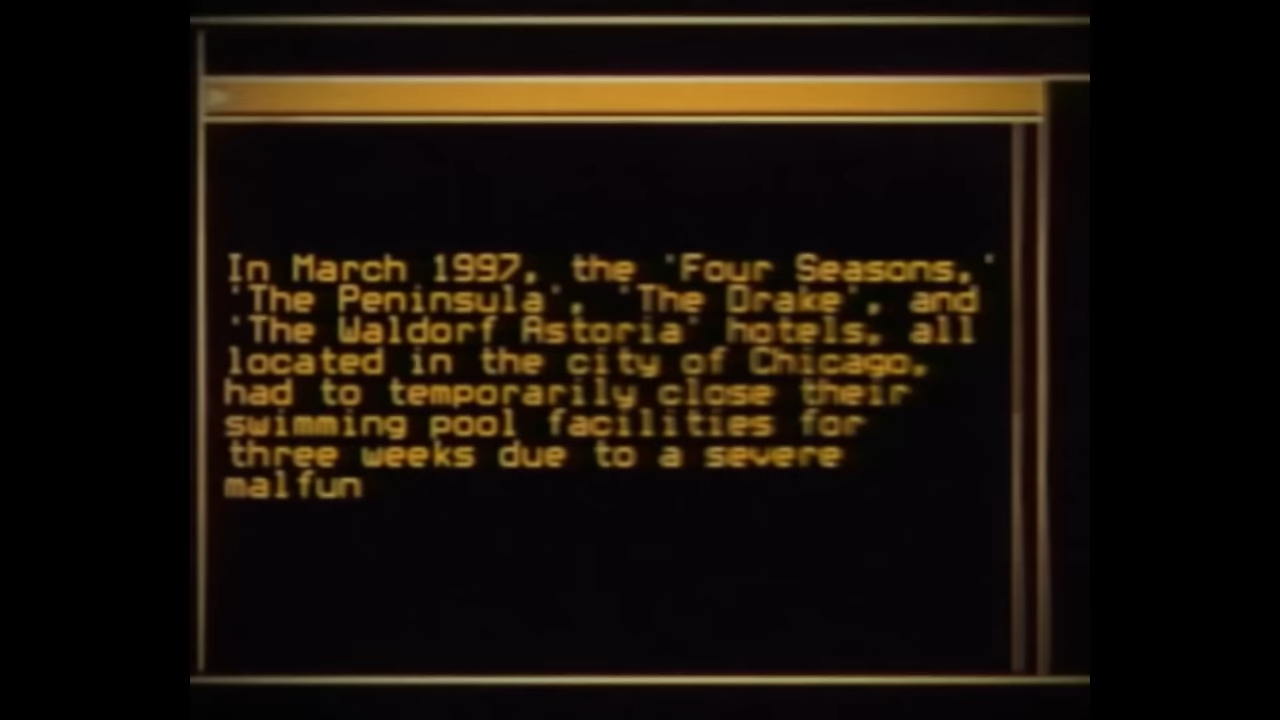 In March 1997, the 'Four Seasons,'
'The Peninsula', 'The Drake', and
'The Waldorf Astoria' hotels, all
located in the city of Chicago,
had to temporarily close their
swimming pool facilities for
three weeks due to a severe
malfun